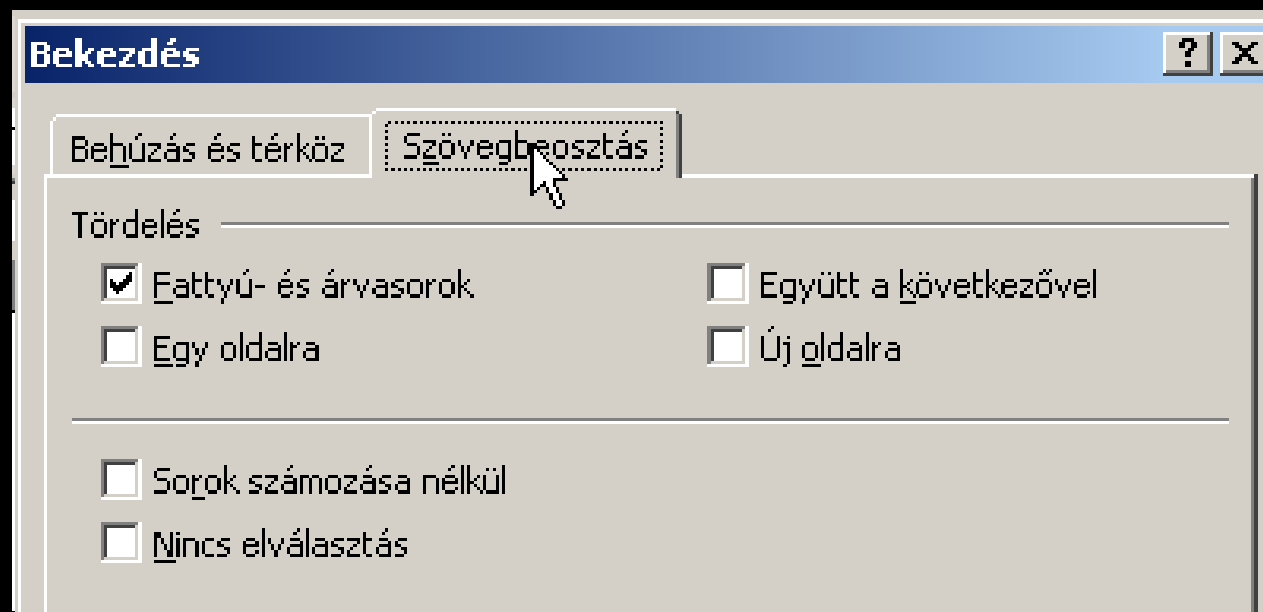 Bekezdés
Behúzás és térköz Szövegbeosztás
Tördelés
Fattyú- és árvasorok Együtt a következővel
Egy oldalra Új oldalra
Sorok számozása nélkül
Nincs elválasztás